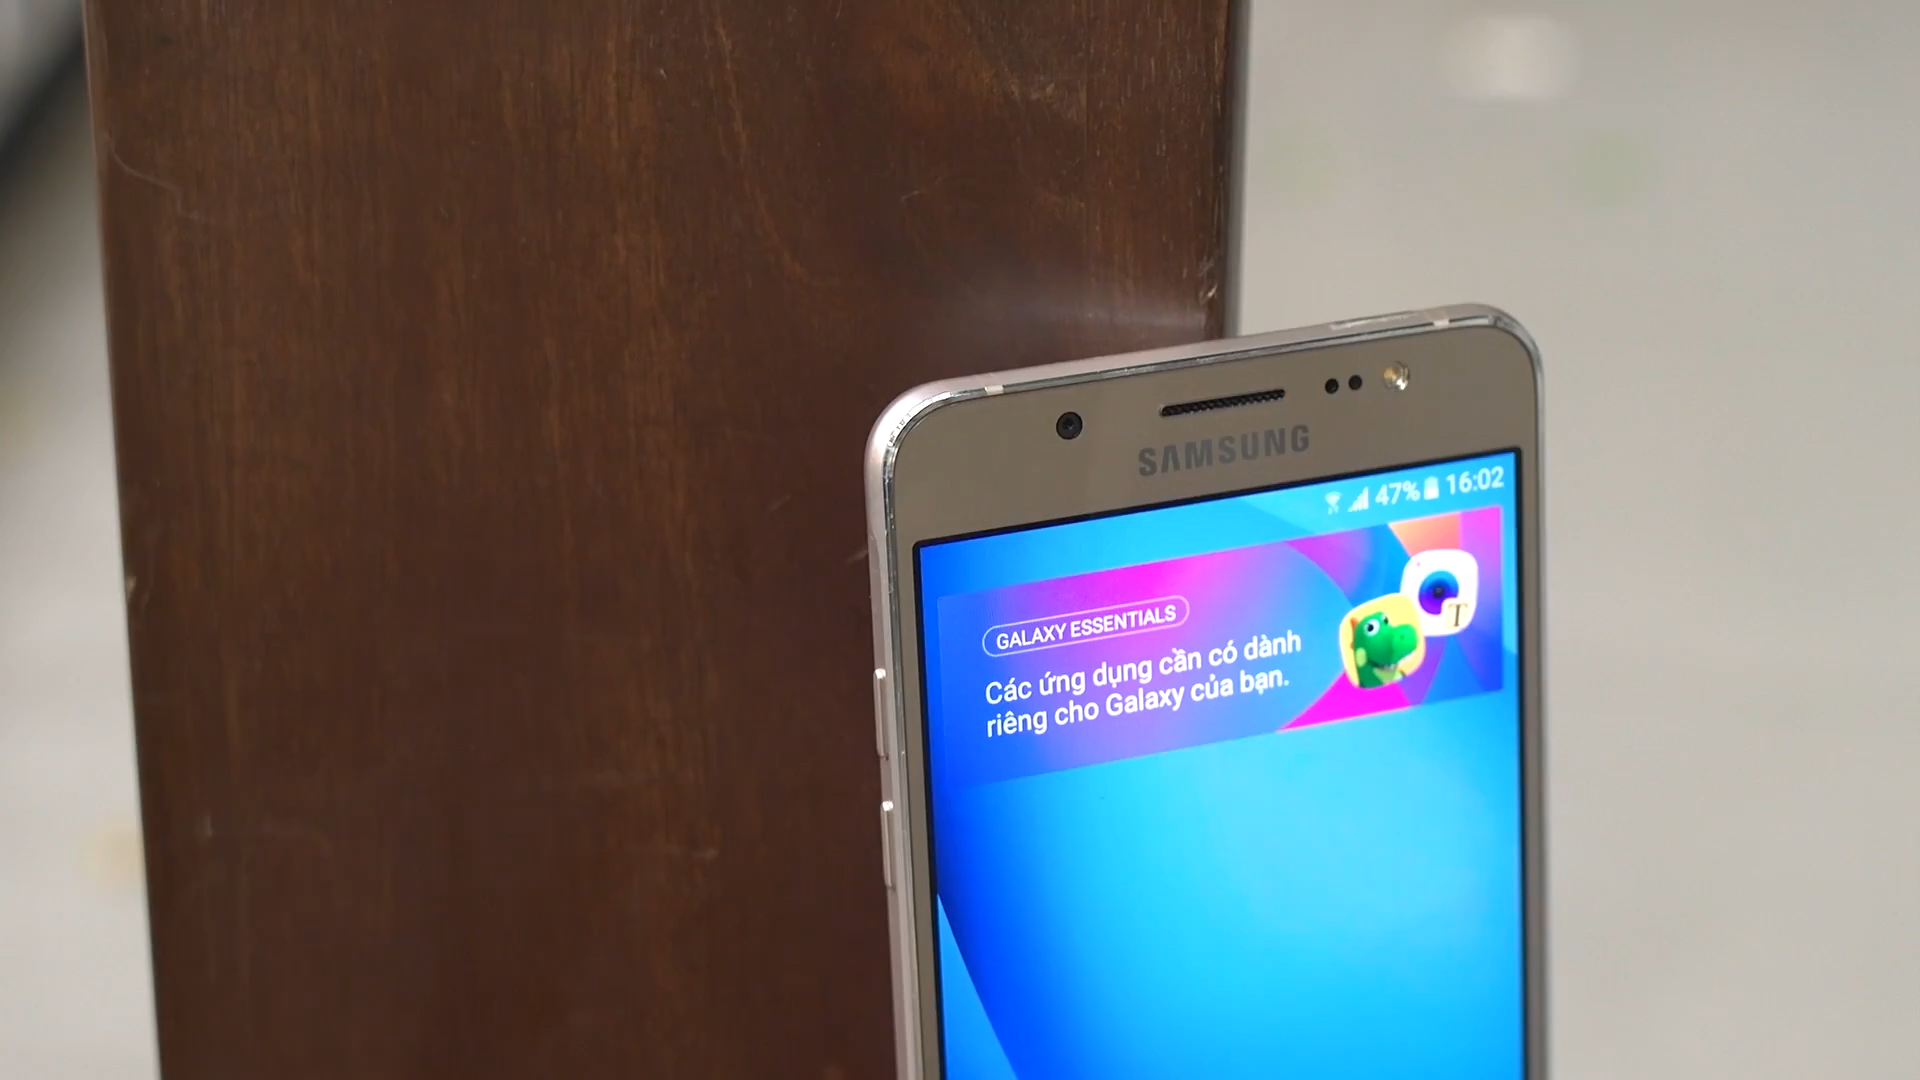 SAMSUNG
47% 16:02
GALAXY ESSENTIALS
Các ứng dụng cần có dành
riêng cho Galaxy của bạn.
T